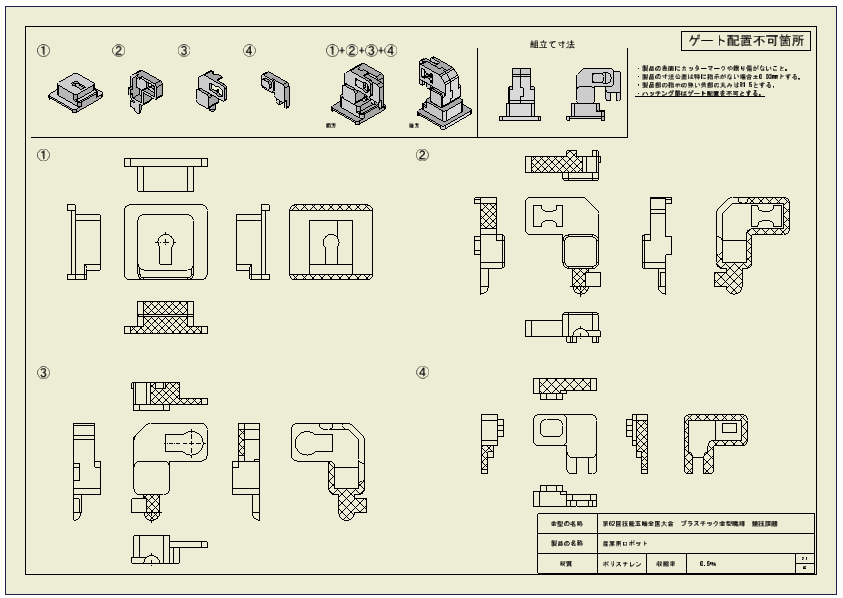 ゲート配置不可箇所
① ② ③ ④ ①+②+③+④
組立て寸法
・製品の表面にカッターマークや擦り傷がないこと。
・製品の寸法公差は特に指示がない場合±0.03mmとする。
・ハッチング部はゲート配置を不可とする。
前方 後方
① ②
③ ④
金型の名称 第62回技能五輪全国大会 プラスチック金型職種 競技課題
製品の名称 産業用ロボット
材質 ポリスチレン 収縮率 0.5%